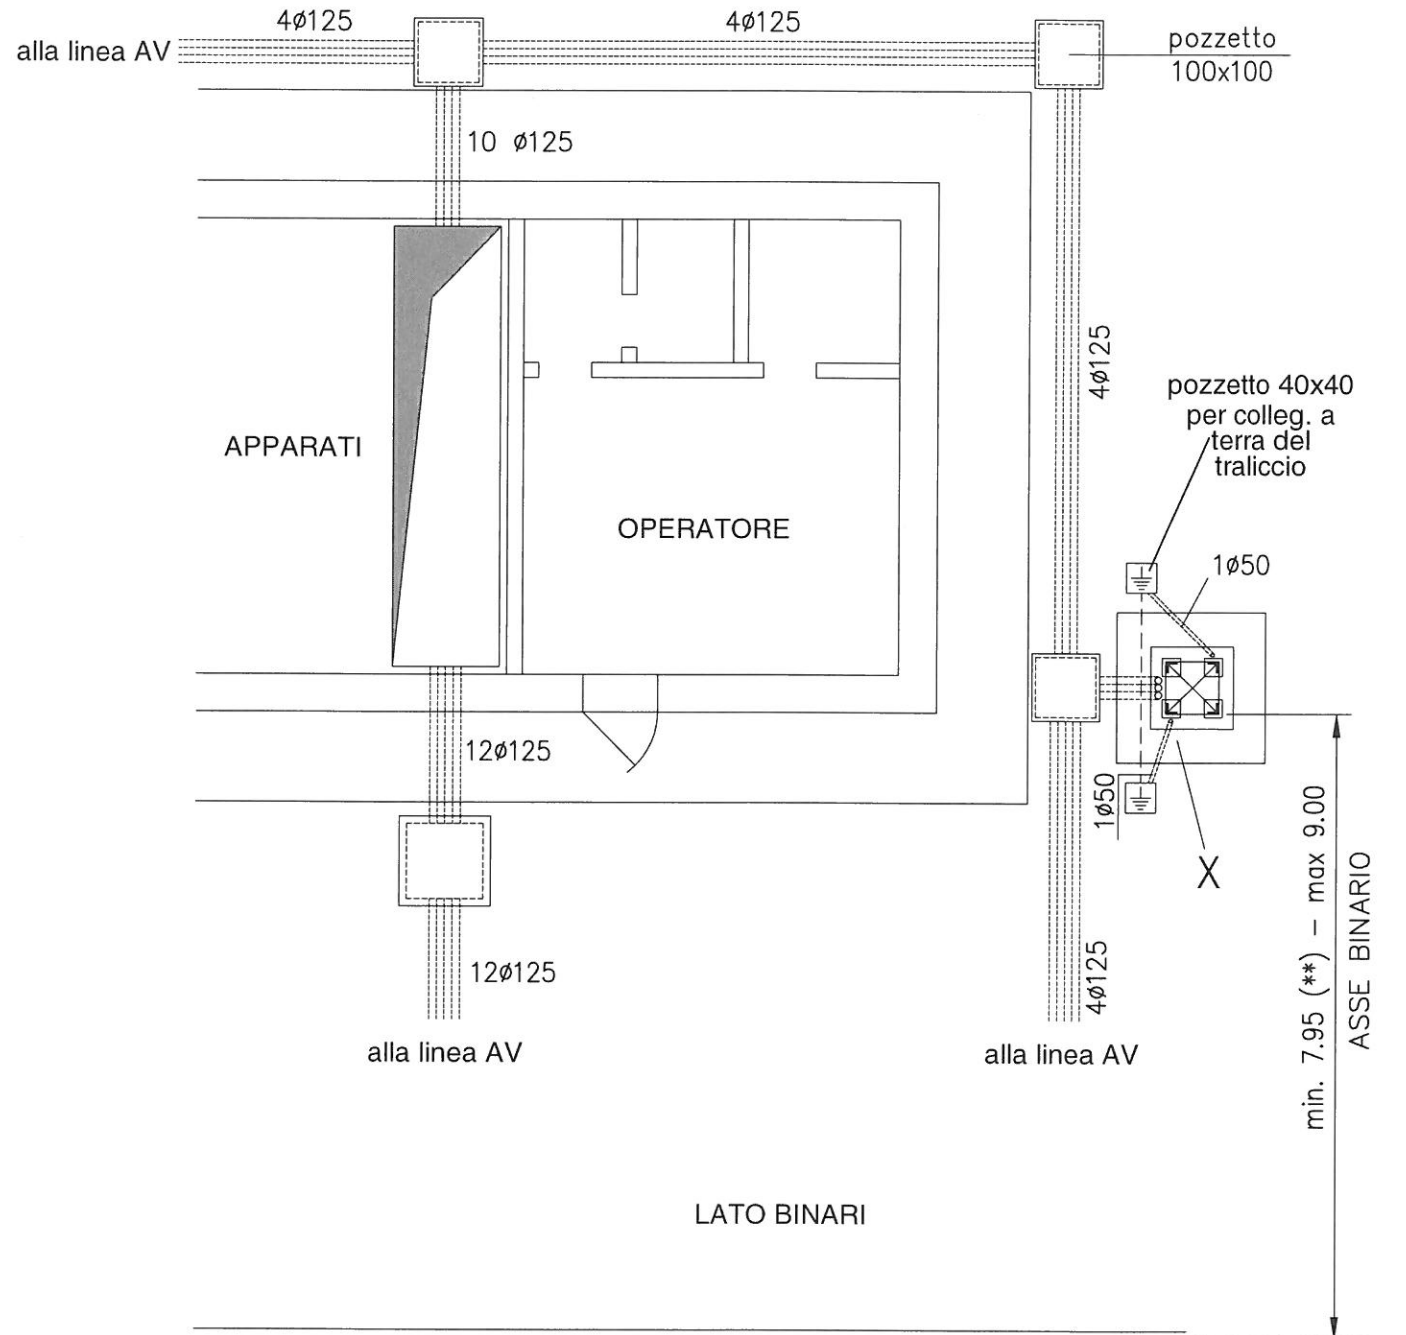 4ø125
4ø125
alla linea AV
pozzetto
100x100
10 ø125
4ø125
pozzetto 40x40
per colleg. a
terra del
traliccio
APPARATI
OPERATORE
1ø50
12ø125
1ø50
X
min. 7.95 (**) – max 9.00
ASSE BINARIO
12ø125
4ø125
alla linea AV
alla linea AV
LATO BINARI